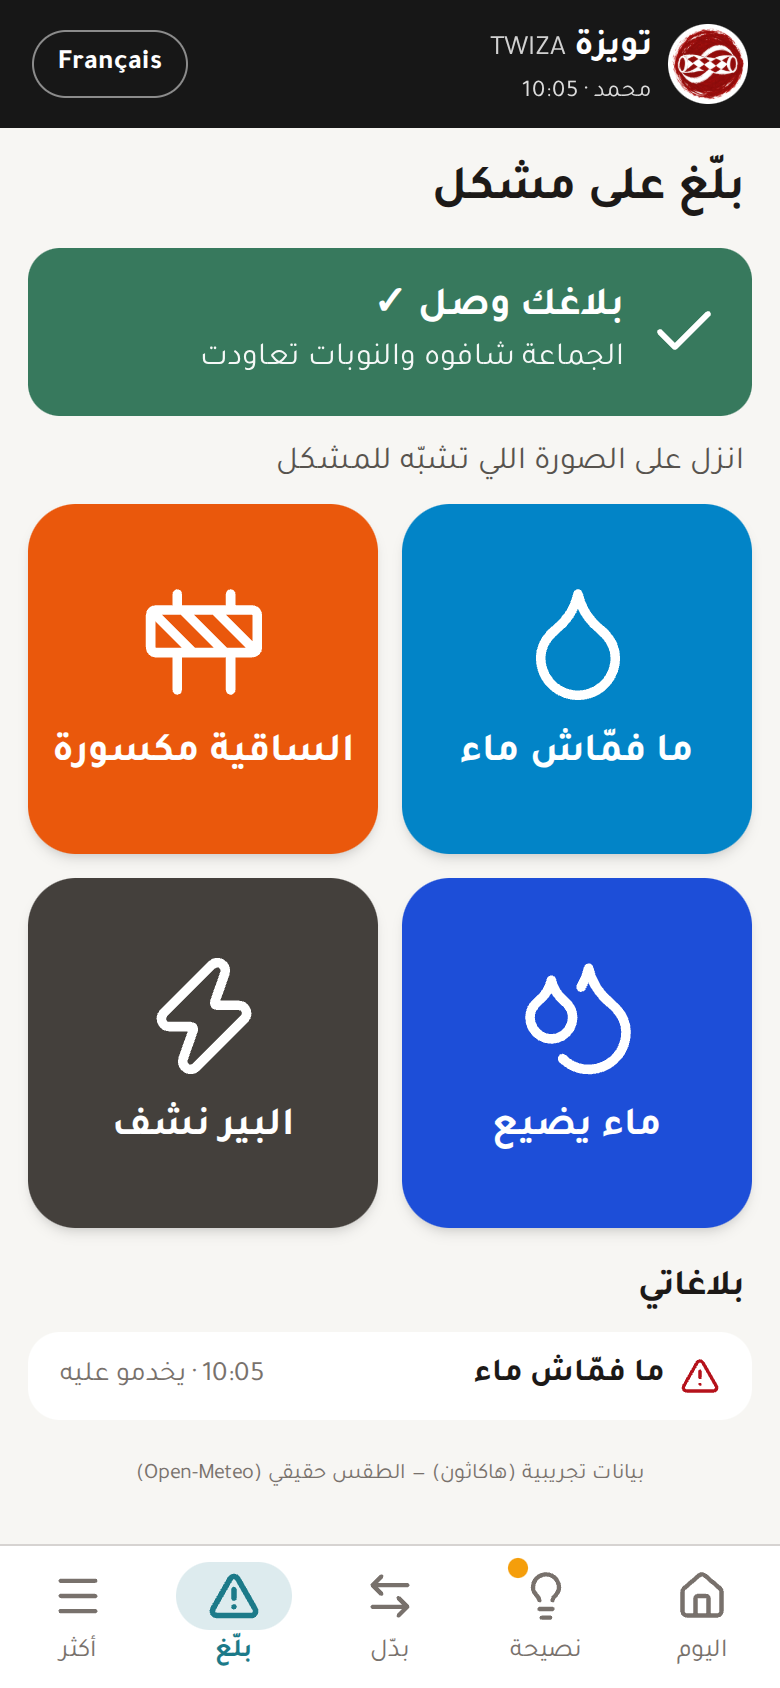 تويزة TWIZA
محمد · 10:05
Français
بلّغ على مشكل
بلاغك وصل ✓
الجماعة شافوه والنوبات تعاودت
انزل على الصورة اللي تشبّه للمشكل
ما فمّاش ماء
الساقية مكسورة
ماء يضيع
البير نشف
بلاغاتي
ما فمّاش ماء
10:05 · يخدمو عليه
بيانات تجريبية (هاكاثون) — الطقس حقيقي (Open-Meteo)
اليوم
نصيحة
بدّل
بلّغ
أكثر